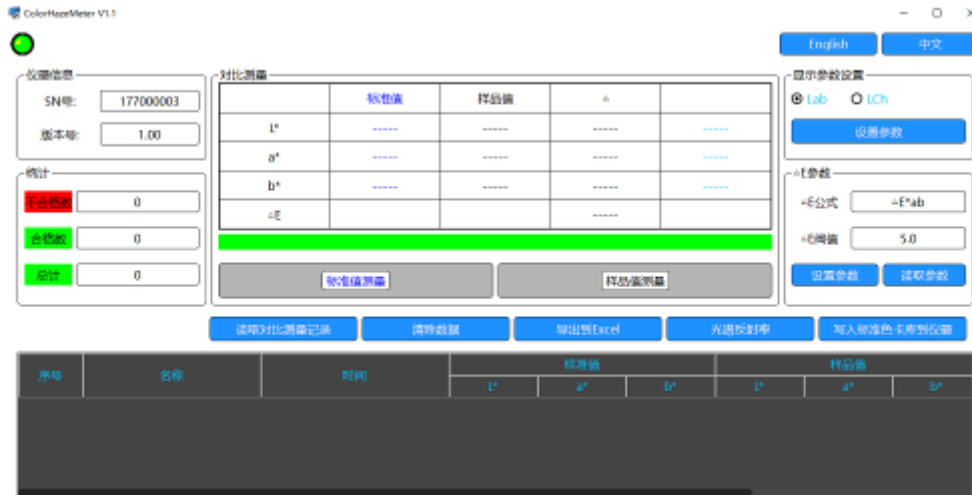 ColorHazeMeter V1.1
English 中文
仪器信息 对比测量 显示参数设置
SN号: 177000003 标准值 样品值 △ Lab LCh
版本号: 1.00 L* ----- ----- ----- ----- 设置参数
a* ----- ----- ----- -----
统计 b* ----- ----- ----- ----- △E参数
不合格数 0 △E ----- △E公式 △E*ab
合格数 0 △E阈值 5.0
总计 0 标准值测量 样品值测量 设置参数 读取参数
读取对比测量记录 清除数据 导出到Excel 光谱反射率 写入标准色卡库到仪器
序号 名称 时间 标准值 样品值
L* a* b* L* a* b*